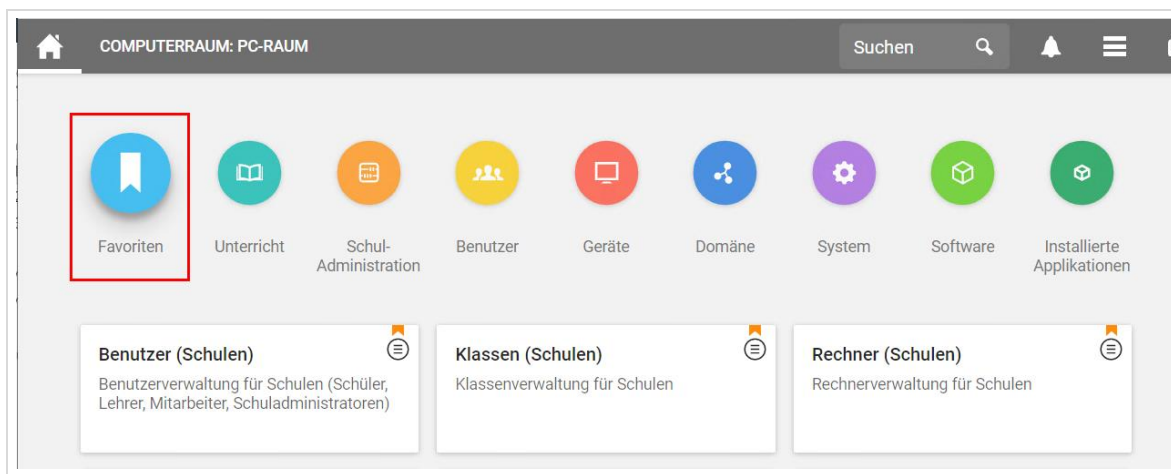 COMPUTERRAUM: PC-RAUM
Suchen
Favoriten
Unterricht
Schul-
Administration
Benutzer
Geräte
Domäne
System
Software
Installierte
Applikationen
Benutzer (Schulen)
Benutzerverwaltung für Schulen (Schüler,
Lehrer, Mitarbeiter, Schuladministratoren)
Klassen (Schulen)
Klassenverwaltung für Schulen
Rechner (Schulen)
Rechnerverwaltung für Schulen